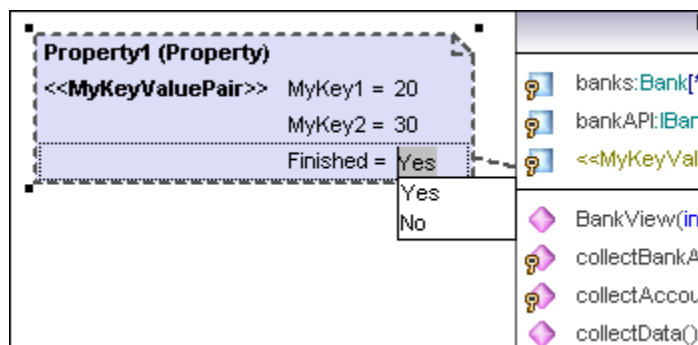 Property1 (Property)
<<MyKeyValuePair>> MyKey1 = 20
MyKey2 = 30
Finished = Yes
Yes
No
banks:Bank[*
bankAPI:IBan
<<MyKeyVal
BankView(in
collectBankA
collectAccou
collectData()